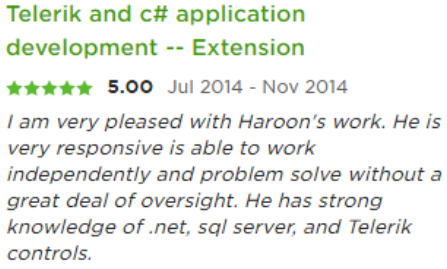 Telerik and c# application
development -- Extension
5.00 Jul 2014 - Nov 2014
I am very pleased with Haroon's work. He is
very responsive is able to work
independently and problem solve without a
great deal of oversight. He has strong
knowledge of .net, sql server, and Telerik
controls.